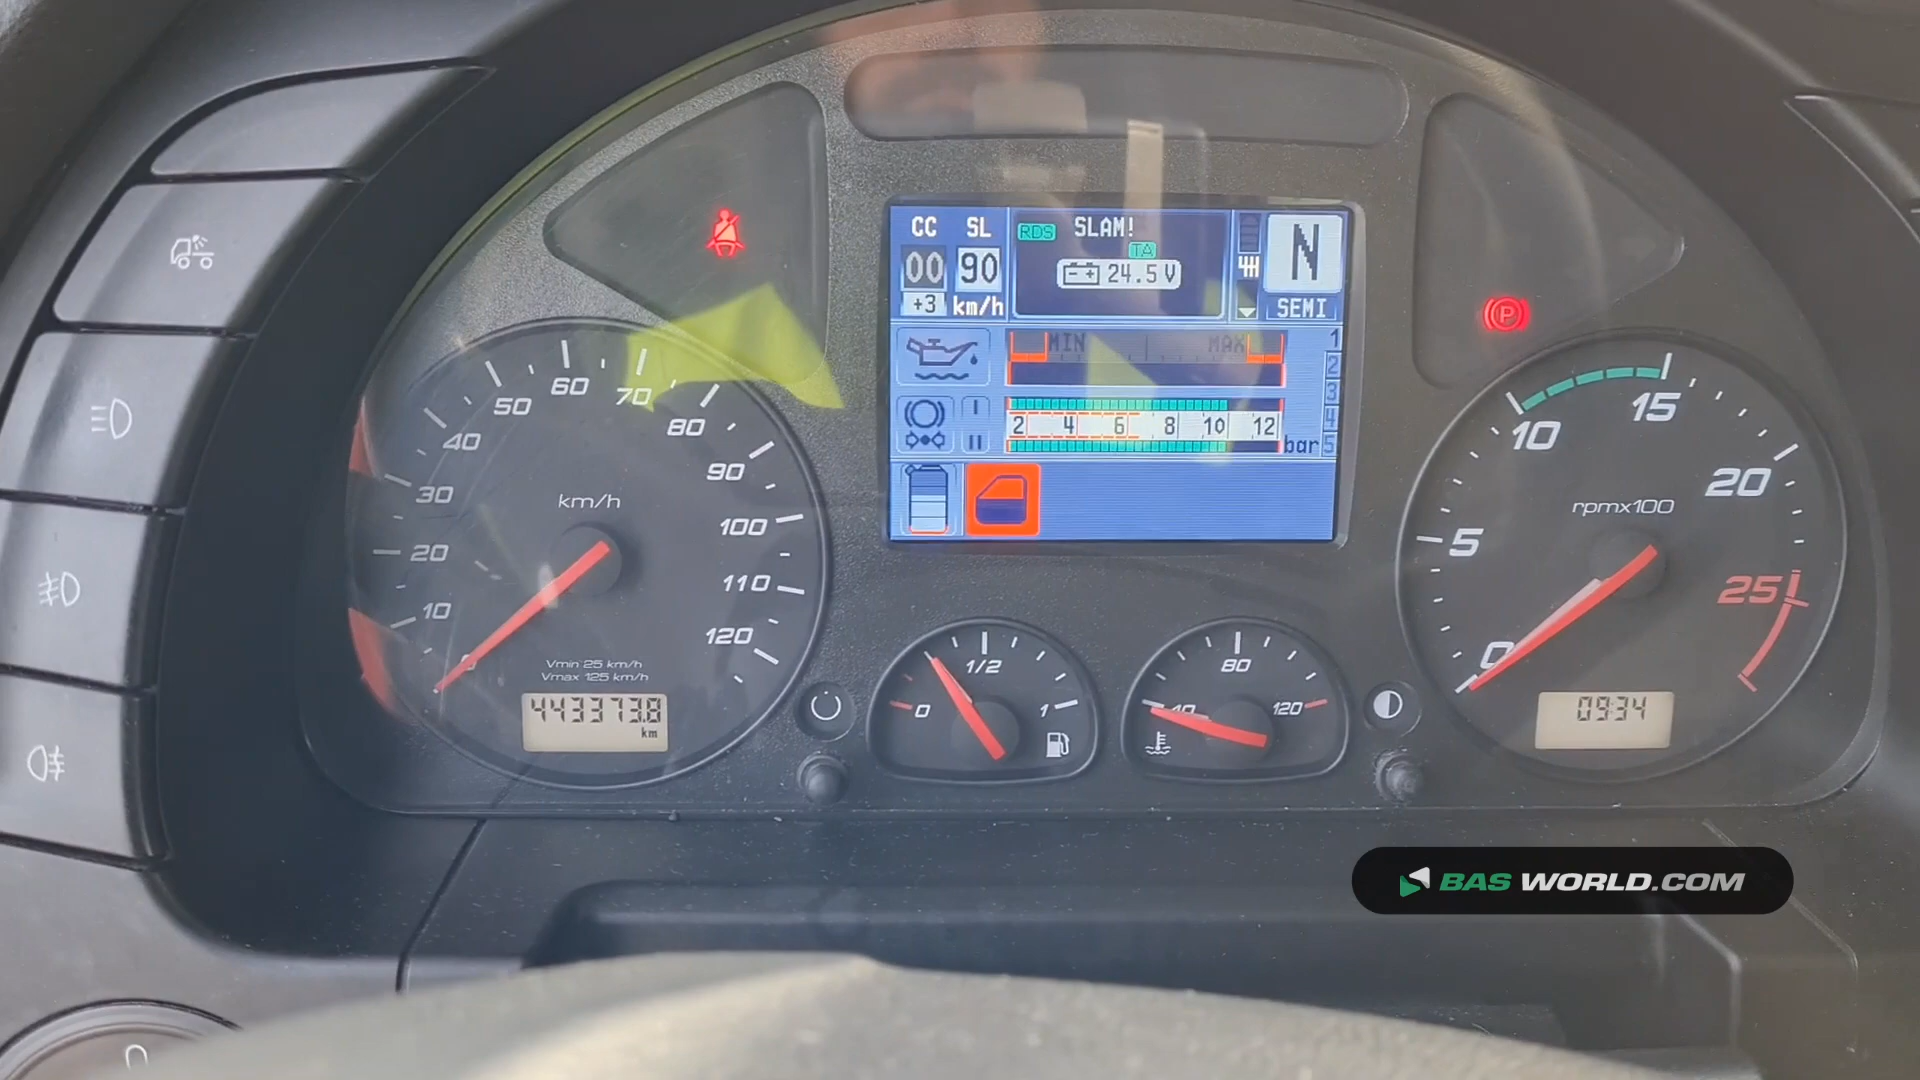 CC SL
00 90
+3 km/h
RDS SLAM!
TA
24.5 V
N
SEMI
MIN MAX
1
2
3
4
5
I
II
2 4 6 8 10 12
bar
0
10
20
30
40
50
60
70
80
90
100
110
120
km/h
Vmin 25 km/h
Vmax 125 km/h
443373.8
km
0 1/2 1
40 80 120
P
0
5
10
15
20
25
rpmx100
09:34
BAS WORLD.COM